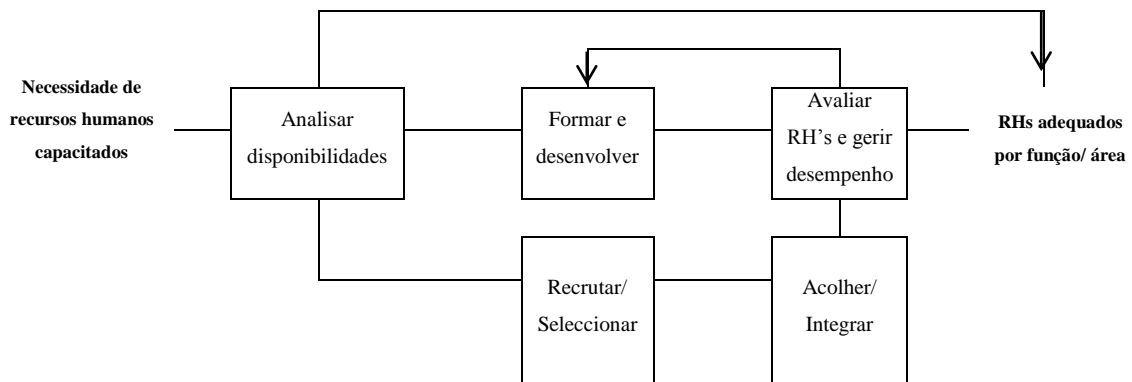 Necessidade de
recursos humanos
capacitados
Analisar
disponibilidades
Formar e
desenvolver
Avaliar
RH's e gerir
desempenho
RHs adequados
por função/ área
Recrutar/
Seleccionar
Acolher/
Integrar